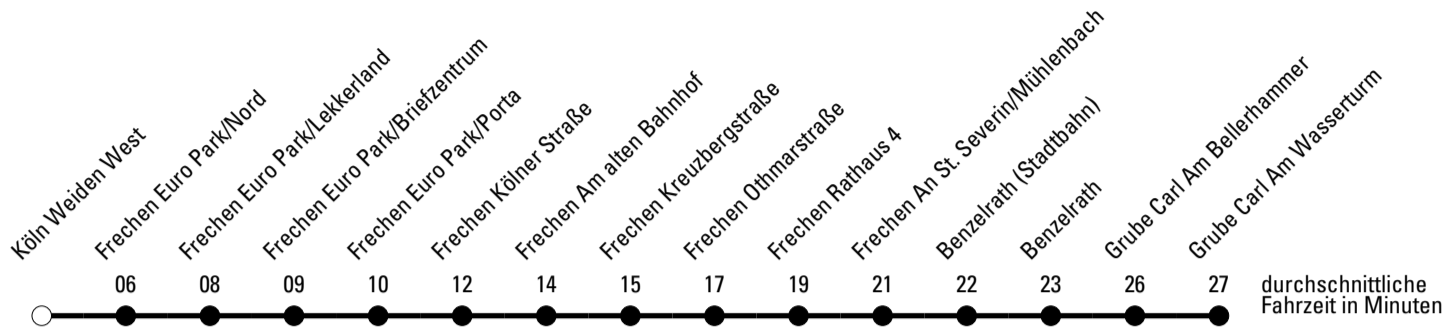 Köln Weiden West
Frechen Euro Park/Nord
Frechen Euro Park/Lekkerland
Frechen Euro Park/Briefzentrum
Frechen Euro Park/Porta
Frechen Kölner Straße
Frechen Am alten Bahnhof
Frechen Kreuzbergstraße
Frechen Othmarstraße
Frechen Rathaus 4
Frechen An St. Severin/Mühlenbach
Benzelrath (Stadtbahn)
Benzelrath
Grube Carl Am Bellerhammer
Grube Carl Am Wasserturm
06 08 09 10 12 14 15 17 19 21 22 23 26 27
durchschnittliche
Fahrzeit in Minuten